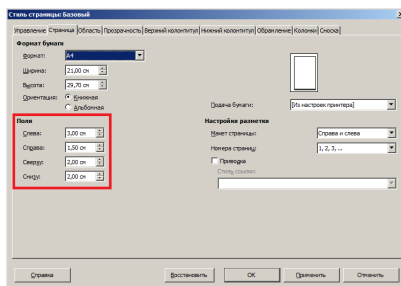 Стиль страницы: Базовый
Управление Страница Область Прозрачность Верхний колонтитул Нижний колонтитул Обрамление Колонки Сноска
Формат бумаги
Формат: A4
Ширина: 21,00 см
Высота: 29,70 см
Ориентация: Книжная
Альбомная
Подача бумаги: [Из настроек принтера]
Поля
Слева: 3,00 см
Справа: 1,50 см
Сверху: 2,00 см
Снизу: 2,00 см
Настройка разметки
Макет страницы: Справа и слева
Номера страниц: 1, 2, 3, ...
Приводка
Стиль ссылки:
Справка Восстановить ОК Применить Отменить